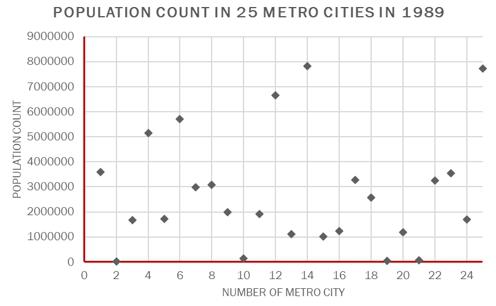 POPULATION COUNT IN 25 METRO CITIES IN 1989
9000000
8000000
7000000
6000000
5000000
4000000
3000000
2000000
1000000
0
POPULATION COUNT
0 2 4 6 8 10 12 14 16 18 20 22 24
NUMBER OF METRO CITY